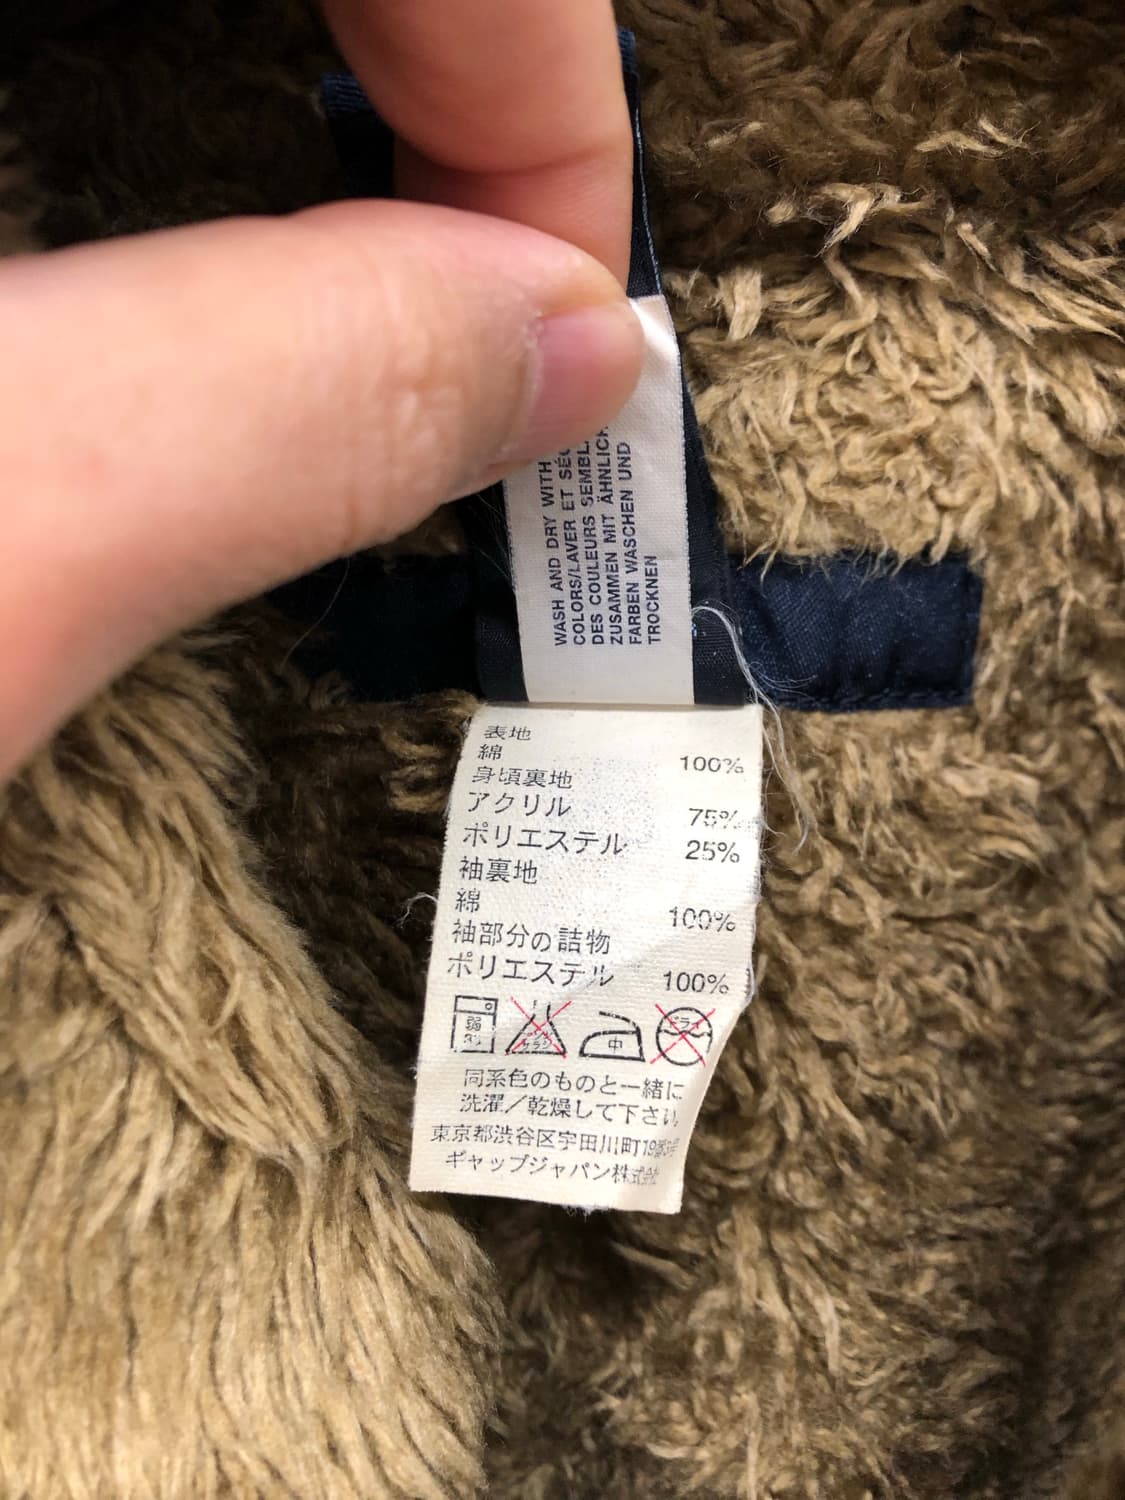 WASH AND DRY WITH
COLORS/LAVER ET
DES COULEURS
ZUSAMMEN MIT ÄHNLICH
FARBEN WASCHEN UND
TROCKNEN
表地
綿 100%
身頃裏地
アクリル 75%
ポリエステル 25%
袖裏地
綿 100%
袖部分の詰物
ポリエステル 100%
弱
中
ドライ
同系色のものと一緒に
洗濯/乾燥して下さい。
東京都渋谷区宇田川町
ギャップジャパン株式会